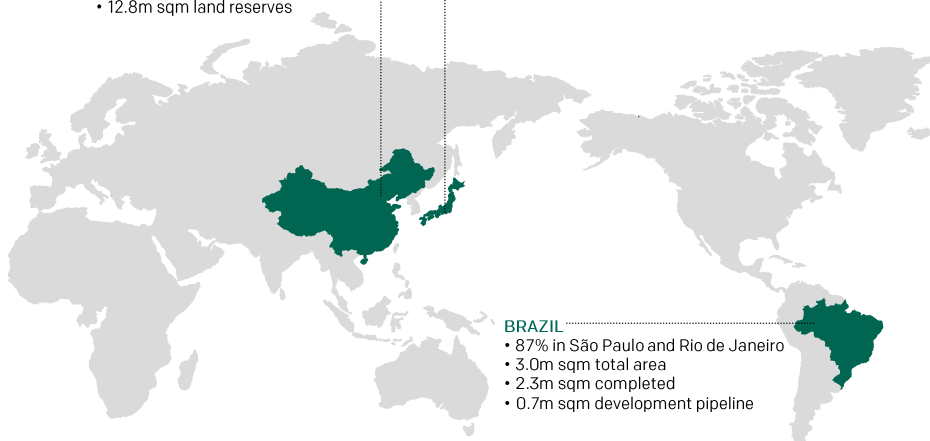 • 12.8m sqm land reserves
BRAZIL
• 87% in São Paulo and Rio de Janeiro
• 3.0m sqm total area
• 2.3m sqm completed
• 0.7m sqm development pipeline